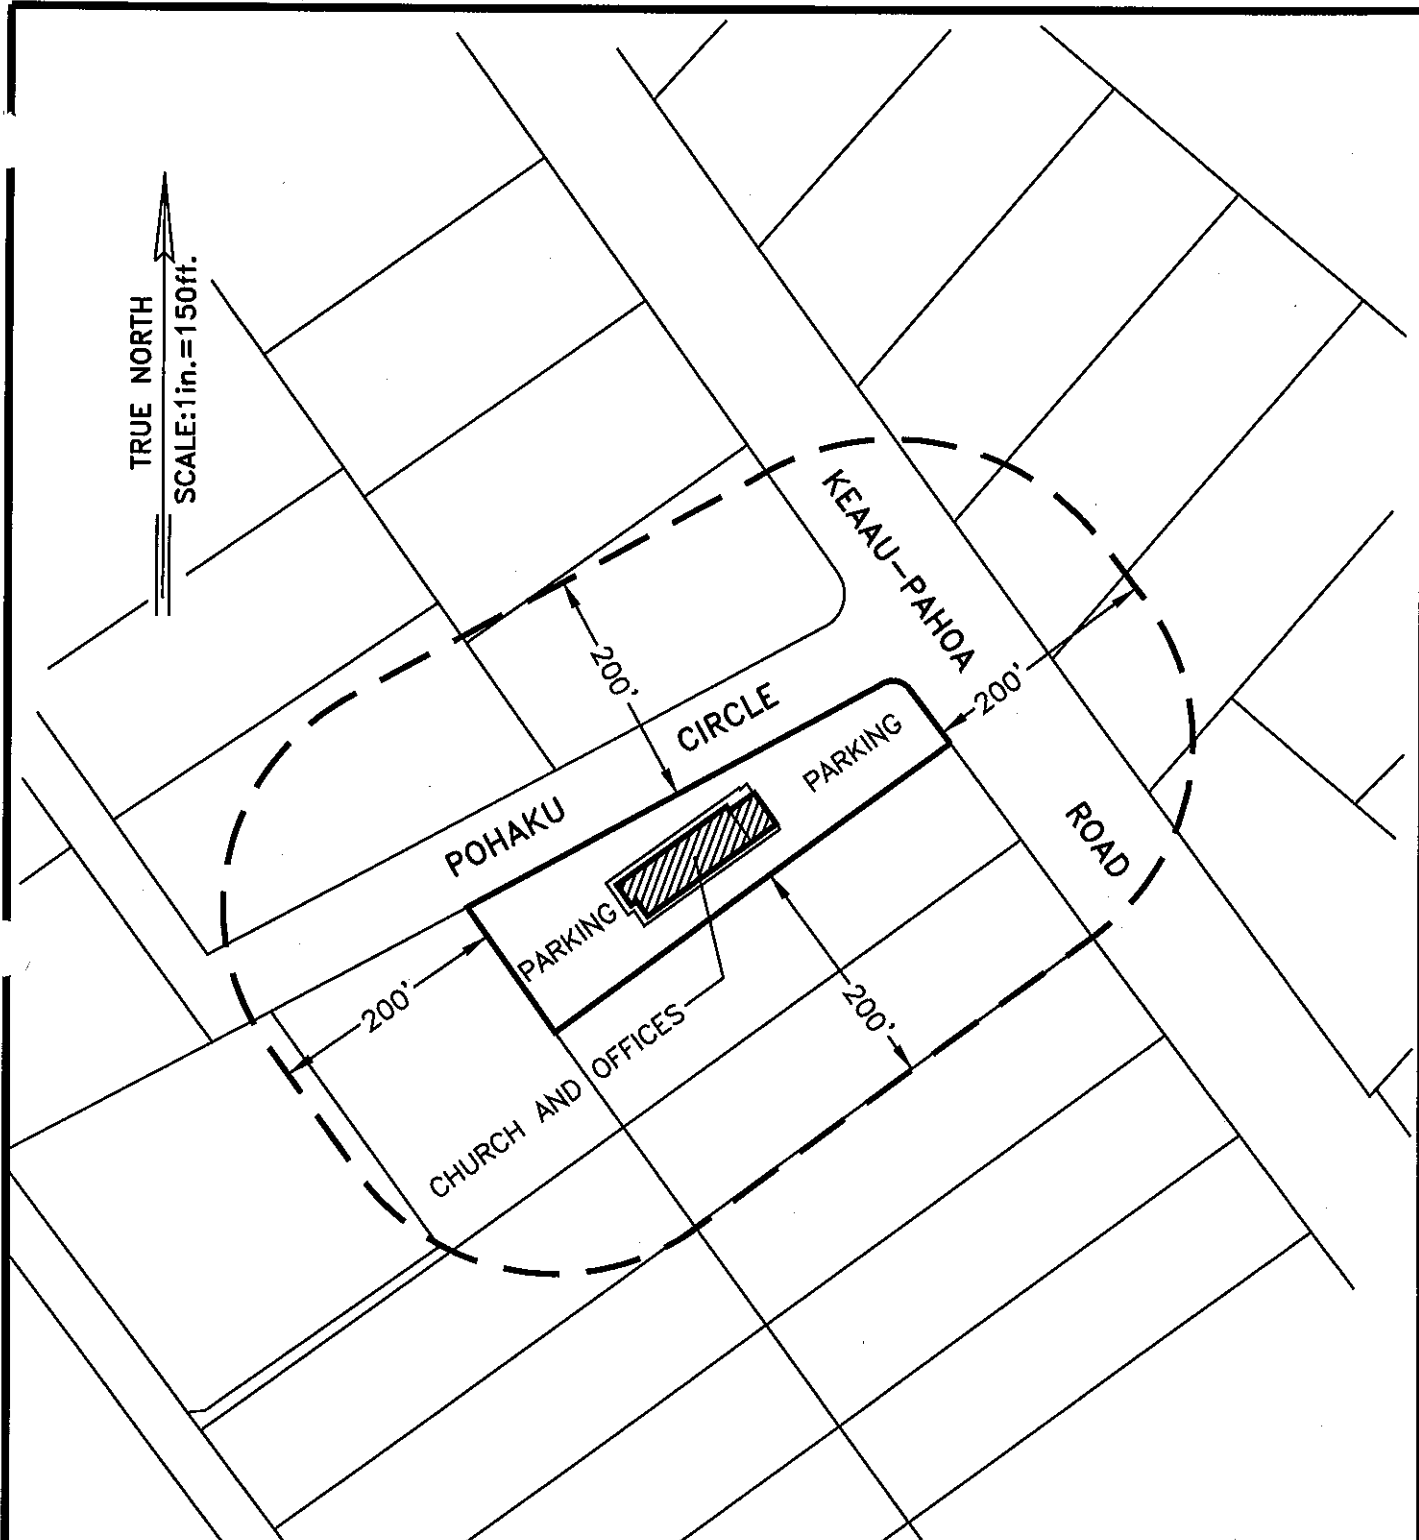 TRUE NORTH
SCALE:1in.=150ft.
KEAAU-PAHOA
ROAD
200'
200'
POHAKU
CIRCLE
PARKING
PARKING
200'
200'
CHURCH AND OFFICES